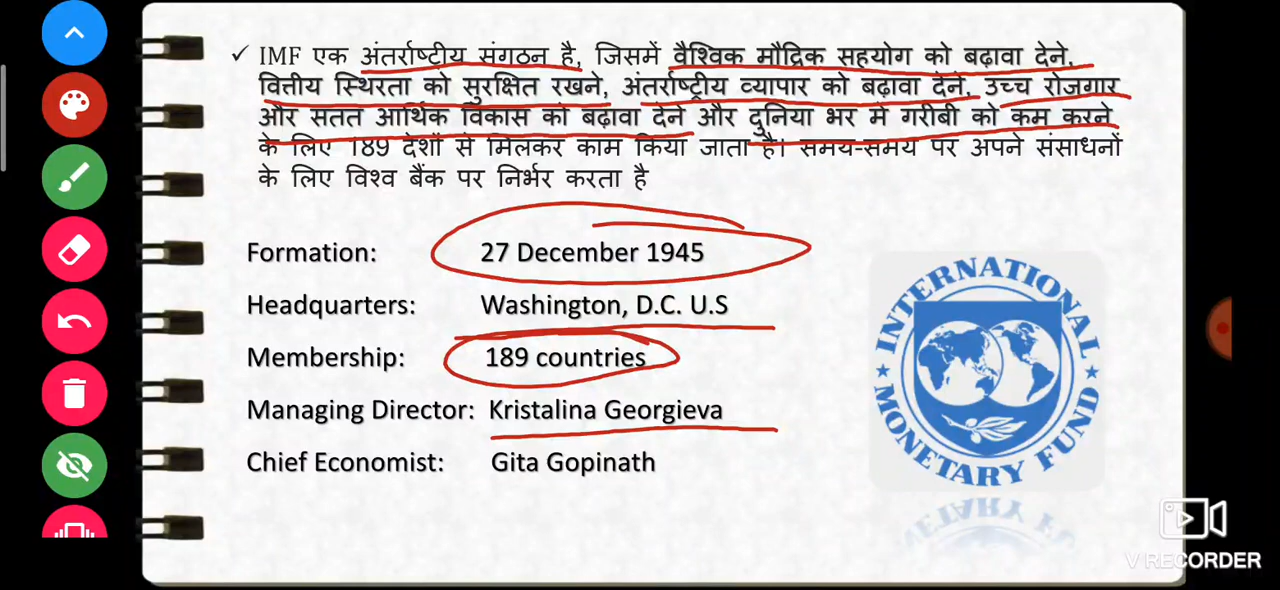 ✓ IMF एक अंतर्राष्ट्रीय संगठन है, जिसमें वैश्विक मौद्रिक सहयोग को बढ़ावा देने,
वित्तीय स्थिरता को सुरक्षित रखने, अंतर्राष्ट्रीय व्यापार को बढ़ावा देने, उच्च रोजगार
और सतत आर्थिक विकास को बढ़ावा देने और दुनिया भर में गरीबी को कम करने
के लिए 189 देशों से मिलकर काम किया जाता है। समय-समय पर अपने संसाधनों
के लिए विश्व बैंक पर निर्भर करता है
Formation: 27 December 1945
Headquarters: Washington, D.C. U.S
Membership: 189 countries
Managing Director: Kristalina Georgieva
Chief Economist: Gita Gopinath
INTERNATIONAL
MONETARY FUND
V RECORDER